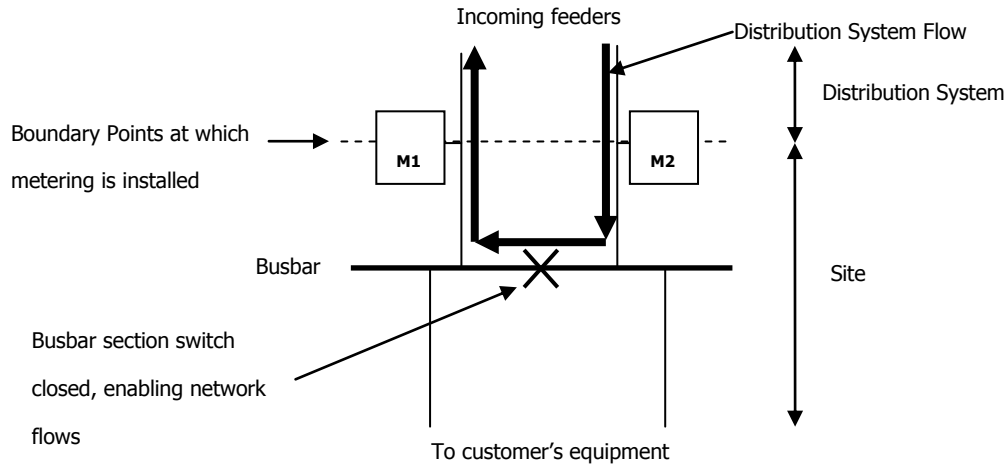 Incoming feeders
Distribution System Flow
Distribution System
Boundary Points at which
metering is installed
M1
M2
Busbar
Site
Busbar section switch
closed, enabling network
flows
To customer's equipment